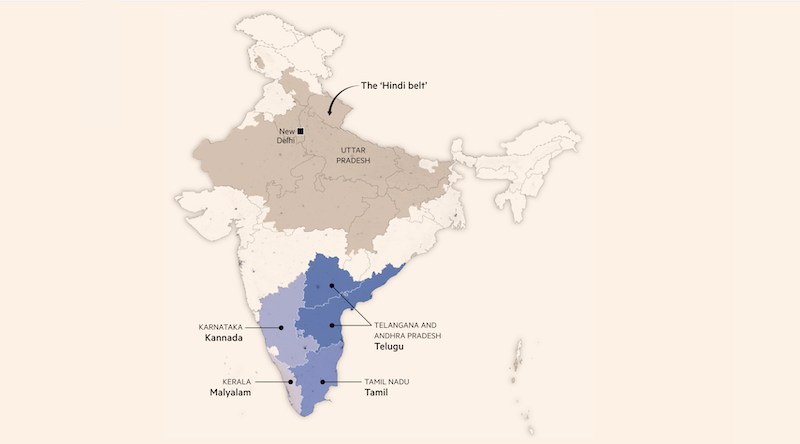 The ‘Hindi belt’
New
Delhi
UTTAR
PRADESH
KARNATAKA
Kannada
TELANGANA AND
ANDHRA PRADESH
Telugu
KERALA
Malyalam
TAMIL NADU
Tamil